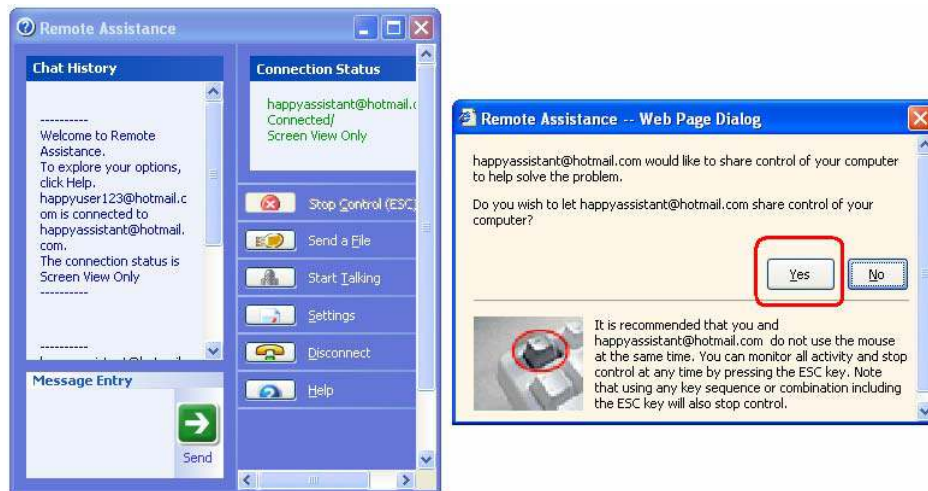 Remote Assistance
Chat History
----------
Welcome to Remote
Assistance.
To explore your options,
click Help.
happyuser123@hotmail.c
om is connected to
happyassistant@hotmail.
com.
The connection status is
Screen View Only
----------
----------
Message Entry
Send
Connection Status
happyassistant@hotmail.c
Connected/
Screen View Only
Stop Control (ESC)
Send a File
Start Talking
Settings
Disconnect
Help
Remote Assistance -- Web Page Dialog
happyassistant@hotmail.com would like to share control of your computer
to help solve the problem.
Do you wish to let happyassistant@hotmail.com share control of your
computer?
Yes
No
It is recommended that you and
happyassistant@hotmail.com do not use the mouse
at the same time. You can monitor all activity and stop
control at any time by pressing the ESC key. Note
that using any key sequence or combination including
the ESC key will also stop control.